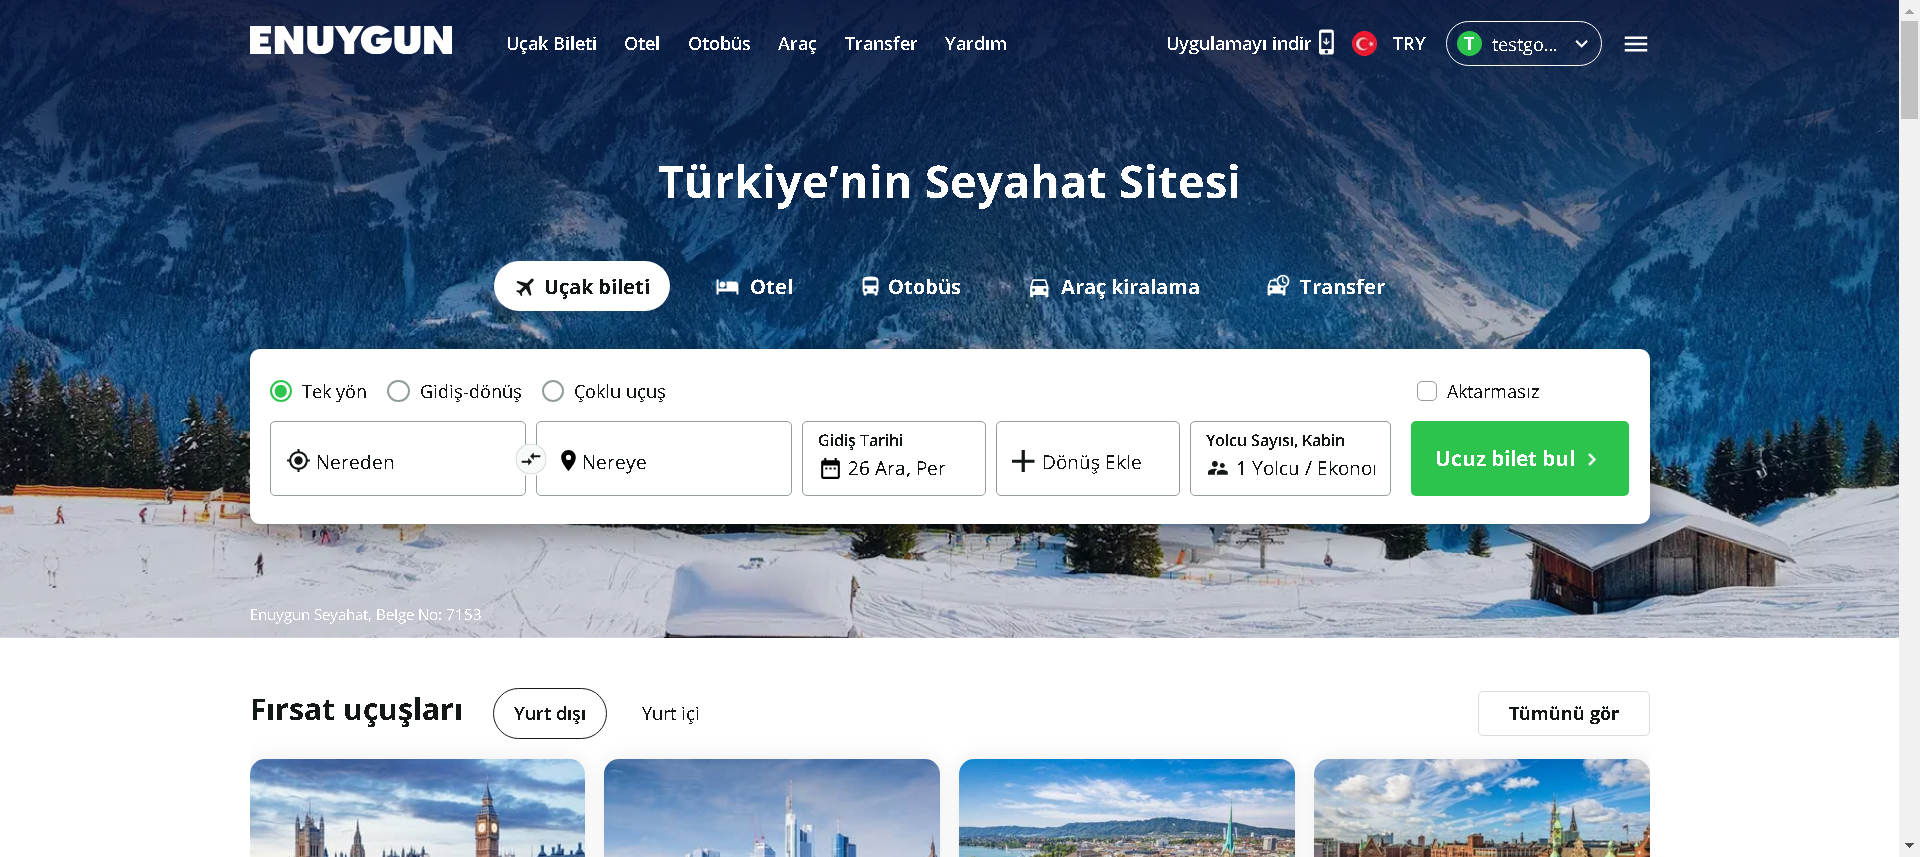 ENUYGUN
Uçak Bileti Otel Otobüs Araç Transfer Yardım
Uygulamayı indir TRY T testgo...
Türkiye'nin Seyahat Sitesi
Uçak bileti Otel Otobüs Araç kiralama Transfer
Tek yön Gidiş-dönüş Çoklu uçuş Aktarmasız
Nereden
Nereye
Gidiş Tarihi
26 Ara, Per
Dönüş Ekle
Yolcu Sayısı, Kabin
1 Yolcu / Ekonoı
Ucuz bilet bul
Enuygun Seyahat, Belge No: 7153
Fırsat uçuşları Yurt dışı Yurt içi Tümünü gör